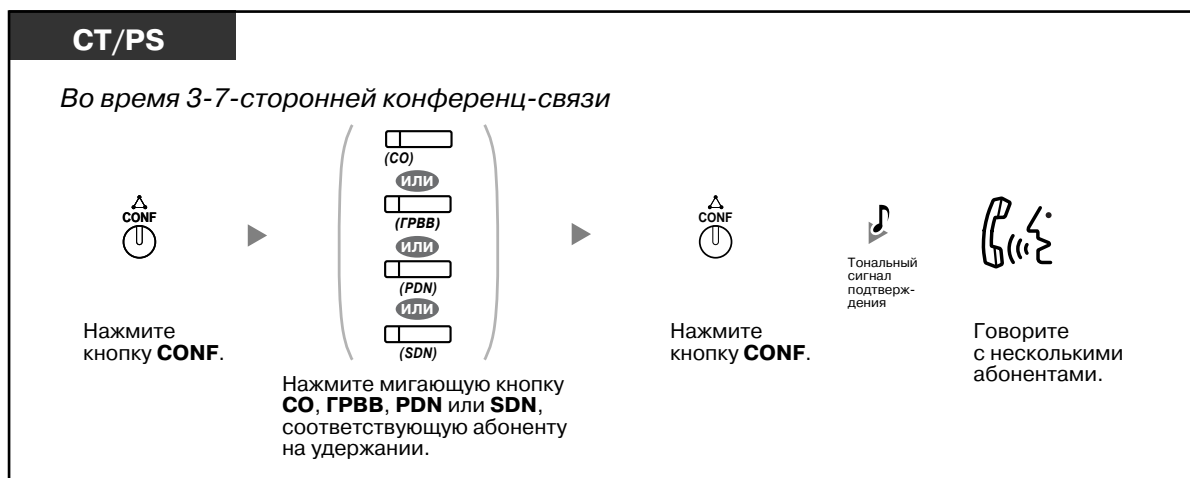 СТ/PS
Во время 3-7-сторонней конференц-связи
CONF
Нажмите
кнопку CONF.
(CO)
или
(ГРВВ)
или
(PDN)
или
(SDN)
Нажмите мигающую кнопку
CO, ГРВВ, PDN или SDN,
соответствующую абоненту
на удержании.
CONF
Нажмите
кнопку CONF.
Тональный
сигнал
подтверж-
дения
Говорите
с несколькими
абонентами.